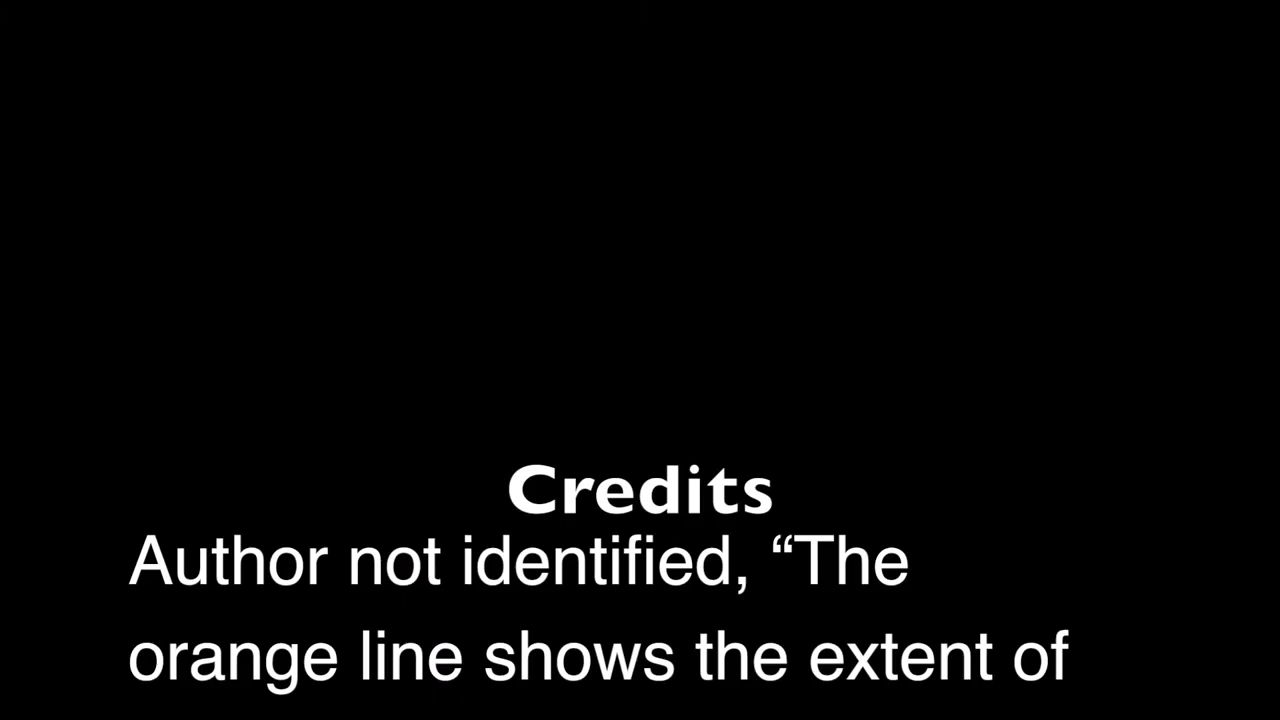 Credits
Author not identified, “The
orange line shows the extent of